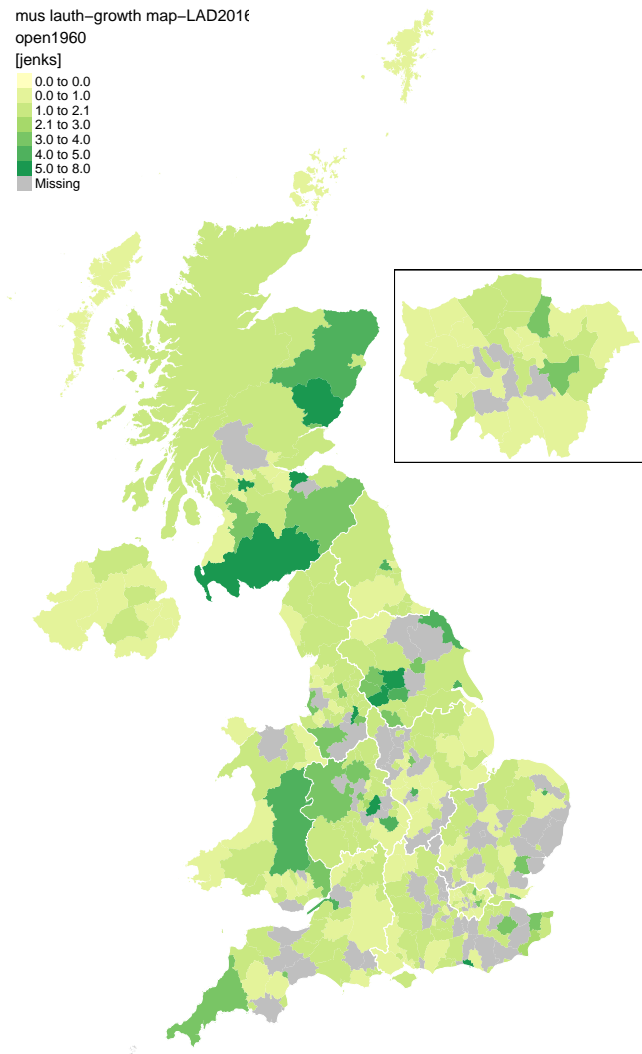 mus lauth−growth map−LAD2016
open1960
[jenks]
0.0 to 0.0
0.0 to 1.0
1.0 to 2.1
2.1 to 3.0
3.0 to 4.0
4.0 to 5.0
5.0 to 8.0
Missing